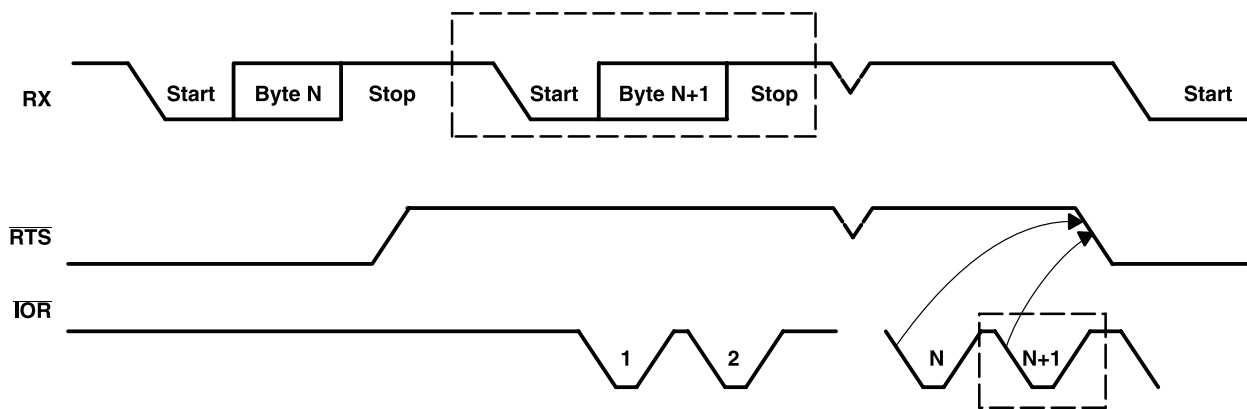 RX Start Byte N Stop Start Byte N+1 Stop Start
RTS
IOR
1 2 N N+1